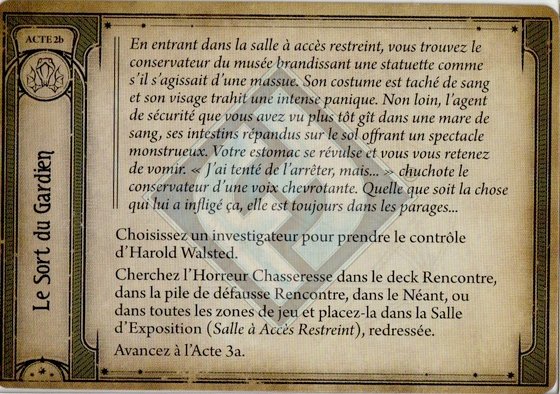 ACTE 2b
Le Sort du Gardien
En entrant dans la salle à accès restreint, vous trouvez le
conservateur du musée brandissant une statuette comme
s'il s'agissait d'une massue. Son costume est taché de sang
et son visage trahit une intense panique. Non loin, l'agent
de sécurité que vous avez vu plus tôt gît dans une mare de
sang, ses intestins répandus sur le sol offrant un spectacle
monstrueux. Votre estomac se révulse et vous vous retenez
de vomir. « J'ai tenté de l'arrêter, mais... » chuchote le
conservateur d'une voix chevrotante. Quelle que soit la chose
qui lui a infligé ça, elle est toujours dans les parages...
Choisissez un investigateur pour prendre le contrôle
d'Harold Walsted.
Cherchez l'Horreur Chasseresse dans le deck Rencontre,
dans la pile de défausse Rencontre, dans le Néant, ou
dans toutes les zones de jeu et placez-la dans la Salle
d'Exposition (Salle à Accès Restreint), redressée.
Avancez à l'Acte 3a.